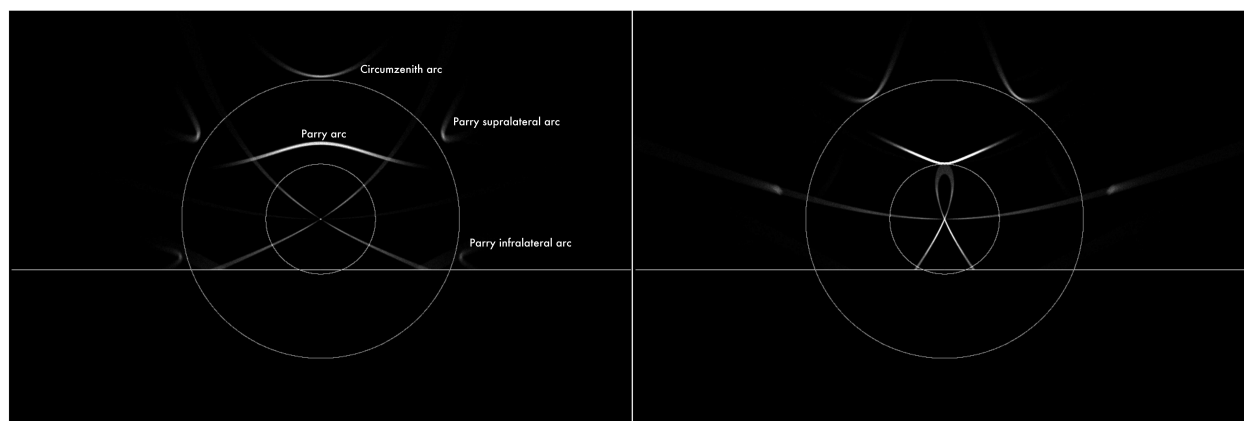 Circumzenith arc
Parry supralateral arc
Parry arc
Parry infralateral arc